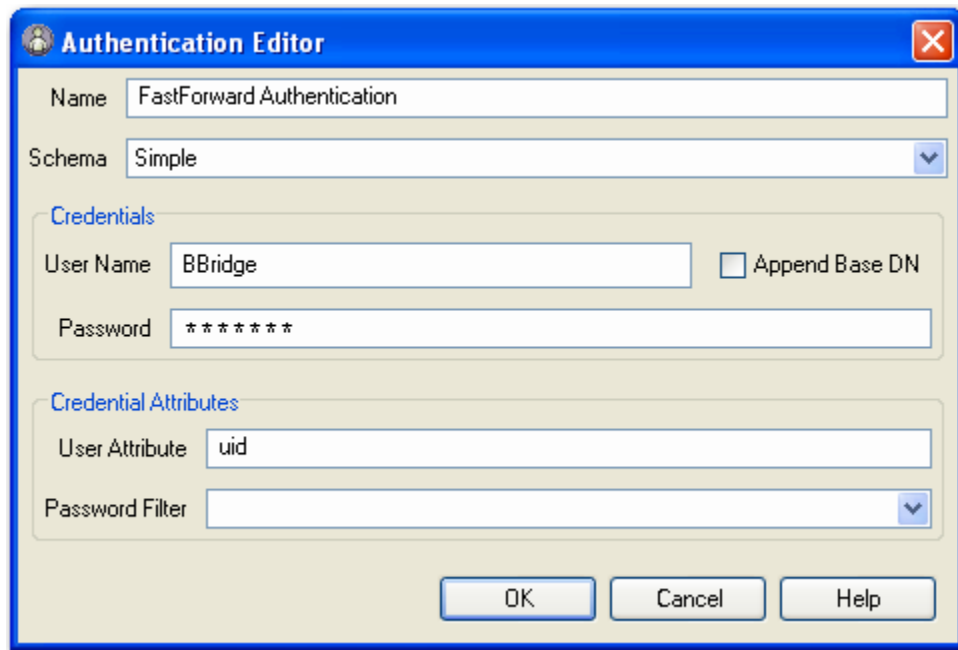 Authentication Editor
Name FastForward Authentication
Schema Simple
Credentials
User Name BBridge Append Base DN
Password *******
Credential Attributes
User Attribute uid
Password Filter
OK Cancel Help